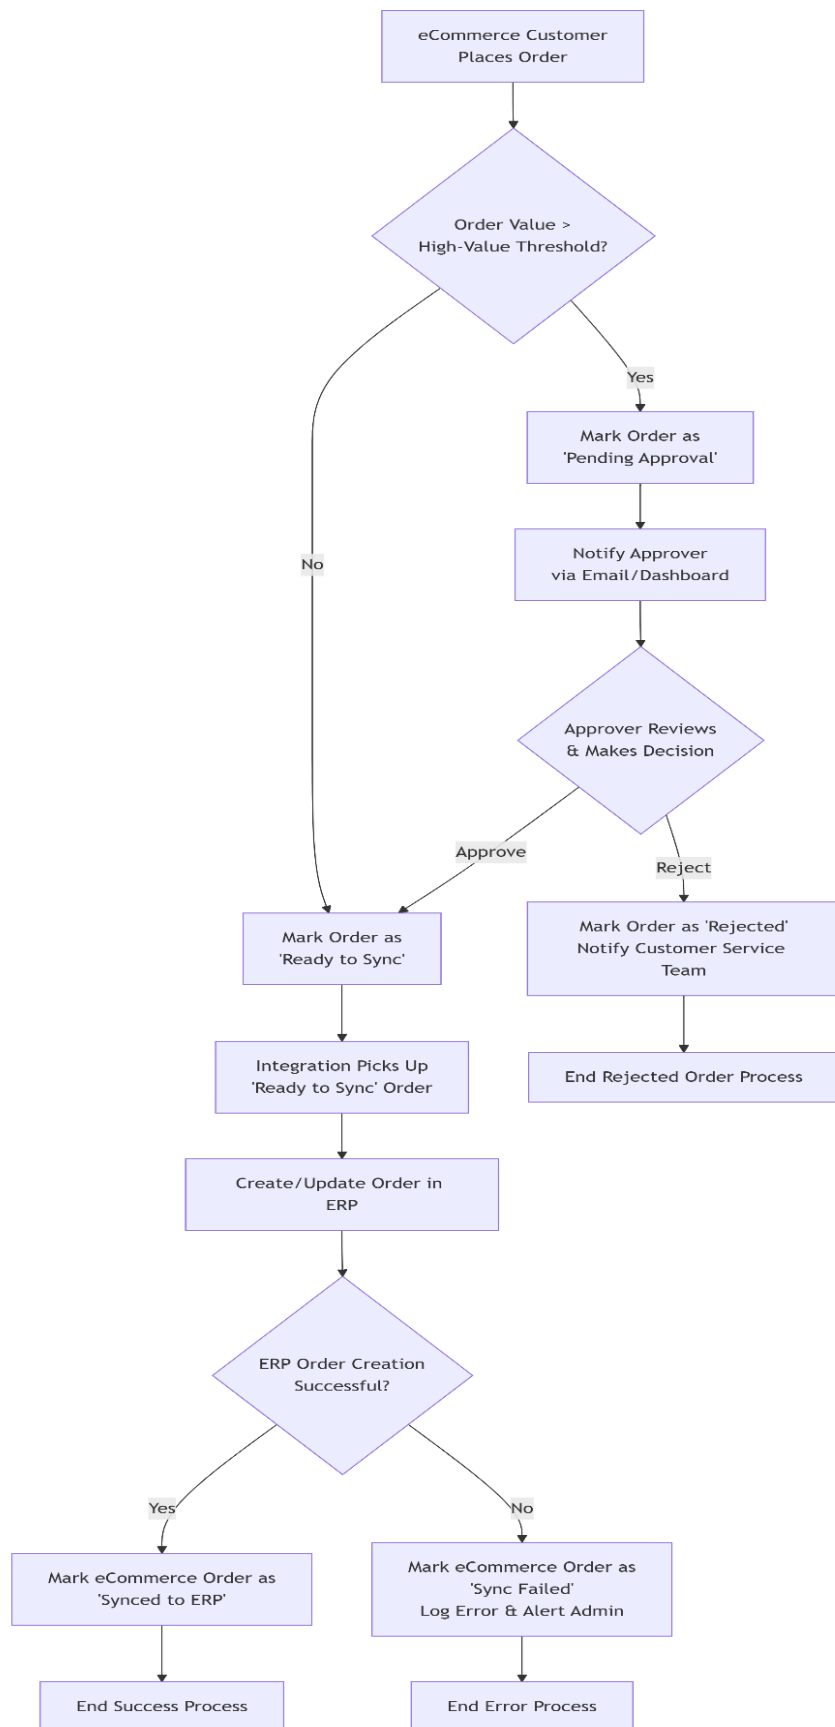 eCommerce Customer
Places Order
Order Value >
High-Value Threshold?
Yes
Mark Order as
'Pending Approval'
No
Notify Approver
via Email/Dashboard
Approver Reviews
& Makes Decision
Approve
Reject
Mark Order as
'Ready to Sync'
Mark Order as 'Rejected'
Notify Customer Service
Team
Integration Picks Up
'Ready to Sync' Order
End Rejected Order Process
Create/Update Order in
ERP
ERP Order Creation
Successful?
Yes
No
Mark eCommerce Order as
'Synced to ERP'
Mark eCommerce Order as
'Sync Failed'
Log Error & Alert Admin
End Success Process
End Error Process